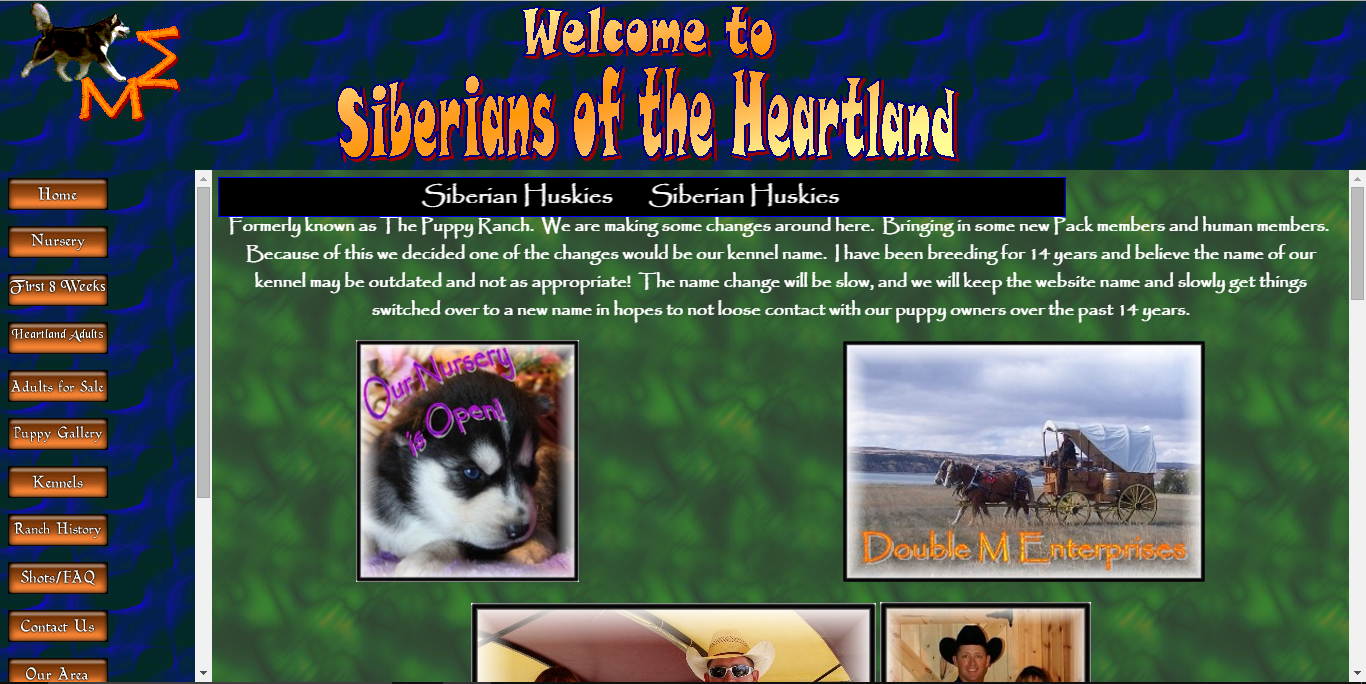 M
M
Welcome to
Siberians of the Heartland
Home
Nursery
First 8 Weeks
Heartland Adults
Adults for Sale
Puppy Gallery
Kennels
Ranch History
Shots/FAQ
Contact Us
Our Area
Siberian Huskies Siberian Huskies
Formerly known as The Puppy Ranch. We are making some changes around here. Bringing in some new Pack members and human members.
Because of this we decided one of the changes would be our kennel name. I have been breeding for 14 years and believe the name of our
kennel may be outdated and not as appropriate! The name change will be slow, and we will keep the website name and slowly get things
switched over to a new name in hopes to not loose contact with our puppy owners over the past 14 years.
Our Nursery
is Open!
Double M Enterprises